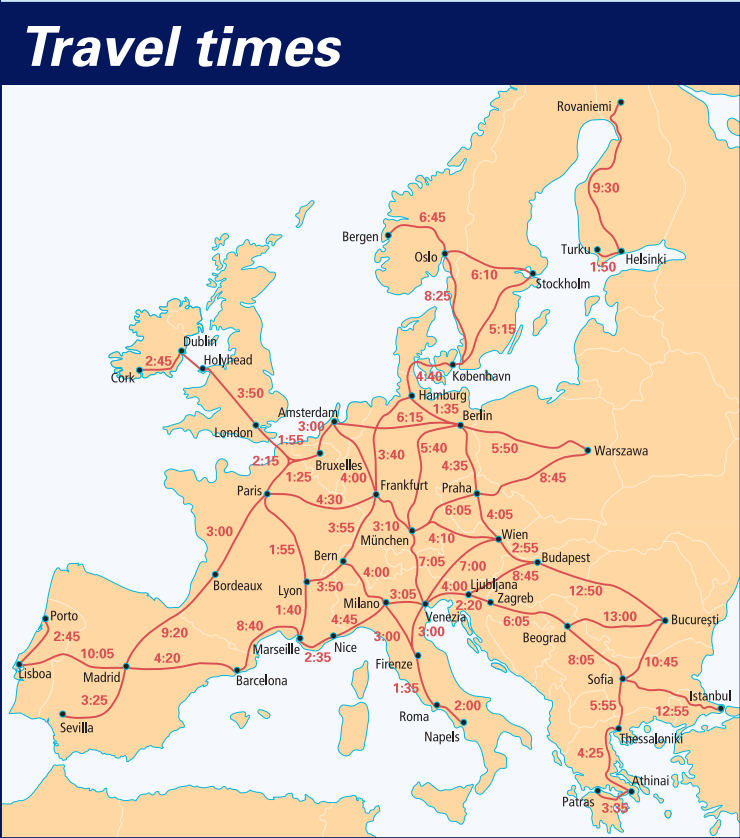 Travel times
Rovaniemi
9:30
Bergen
6:45
Turku
Helsinki
1:50
Oslo
6:10
Stockholm
8:25
5:15
Dublin
2:45
Holyhead
Cork
København
4:40
Hamburg
3:50
Amsterdam
1:35
Berlin
6:15
3:00
London
1:55
5:40
5:50
3:40
Warszawa
2:15
Bruxelles
4:35
1:25
4:00
8:45
Paris
Frankfurt
Praha
4:30
6:05
4:05
3:00
3:55
3:10
München
4:10
Wien
1:55
Bern
2:55
7:05
7:00
Budapest
4:00
8:45
Bordeaux
Lyon
3:50
4:00
Ljubljana
12:50
3:05
Milano
2:20
Zagreb
1:40
Porto
Venezia
4:45
13:00
București
2:45
8:40
3:00
3:00
6:05
Beograd
9:20
Marseille
Nice
10:05
4:20
2:35
Firenze
8:05
10:45
Lisboa
Madrid
Barcelona
Sofia
1:35
3:25
Istanbul
5:55
2:00
12:55
Sevilla
Roma
Napels
Thessaloniki
4:25
Athinai
Patras
3:35